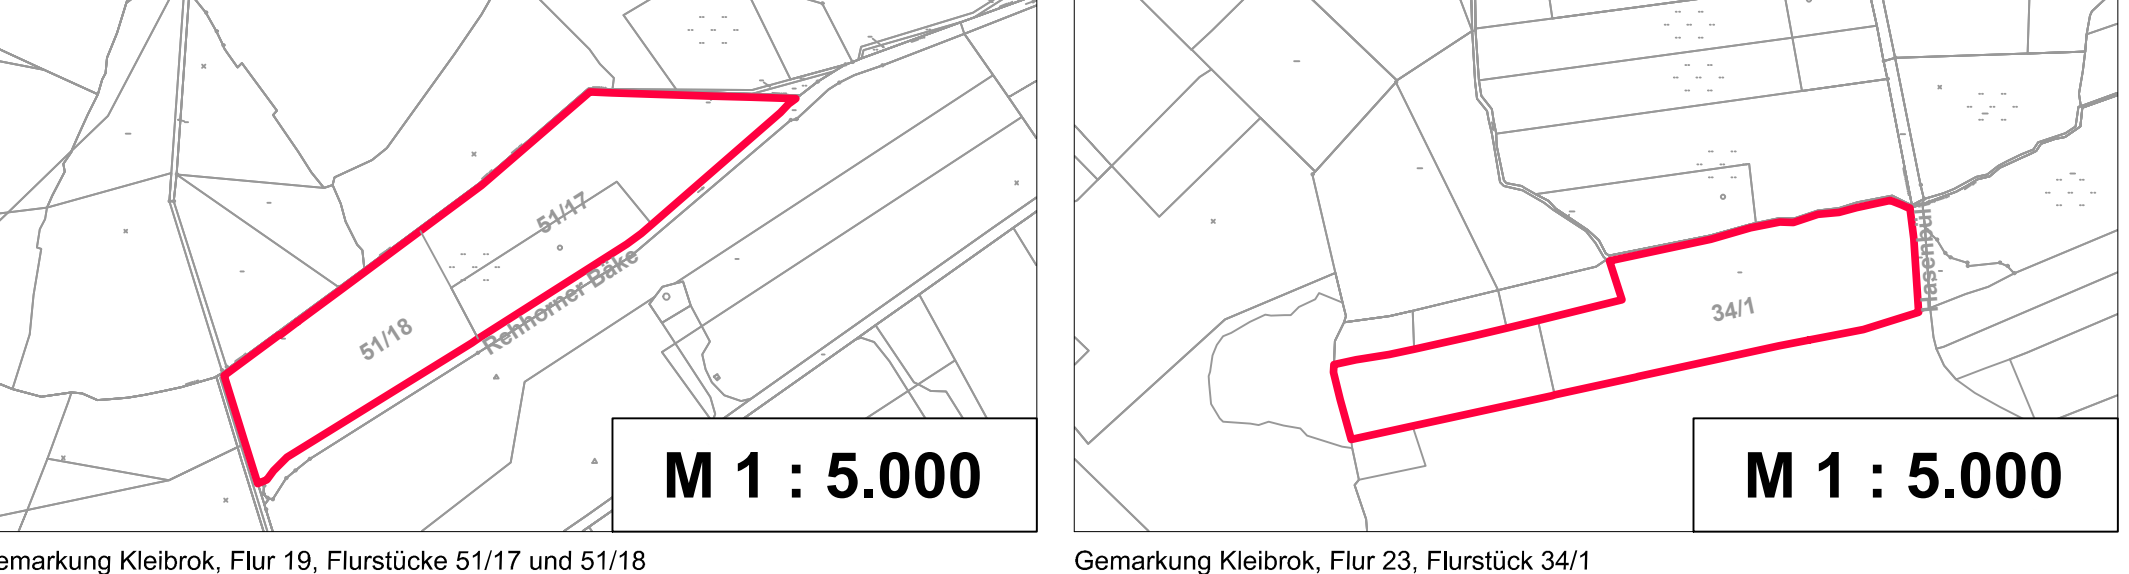 51/17
51/18
Rehhorner Bäke
M 1 : 5.000
emarkung Kleibrok, Flur 19, Flurstücke 51/17 und 51/18
Hasenbül
34/1
M 1 : 5.000
Gemarkung Kleibrok, Flur 23, Flurstück 34/1